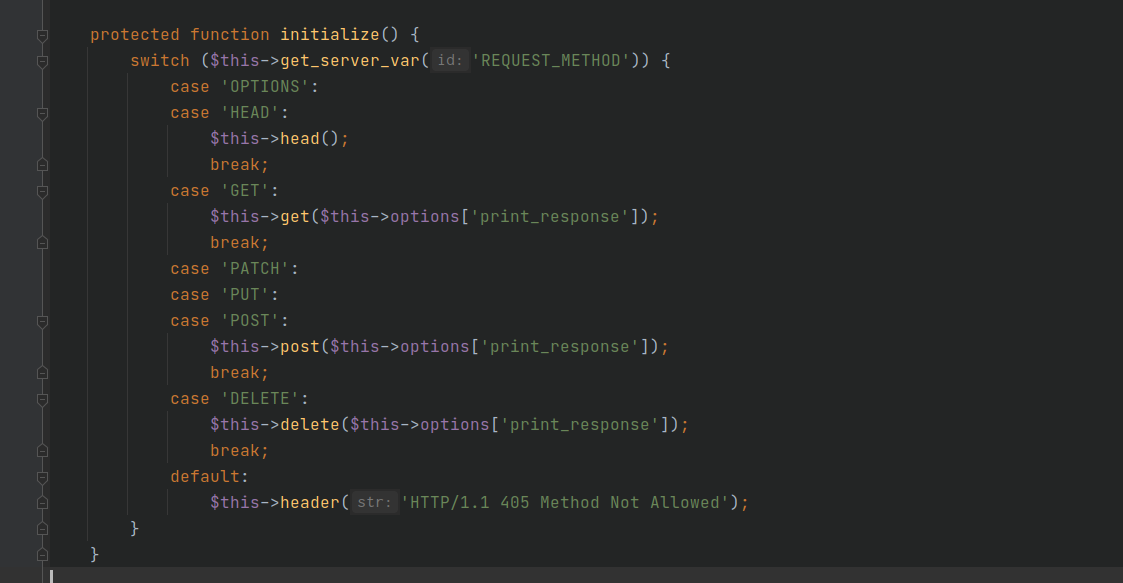 protected function initialize() {
switch ($this->get_server_var( id: 'REQUEST_METHOD')) {
case 'OPTIONS':
case 'HEAD':
$this->head();
break;
case 'GET':
$this->get($this->options['print_response']);
break;
case 'PATCH':
case 'PUT':
case 'POST':
$this->post($this->options['print_response']);
break;
case 'DELETE':
$this->delete($this->options['print_response']);
break;
default:
$this->header( str: 'HTTP/1.1 405 Method Not Allowed');
}
}